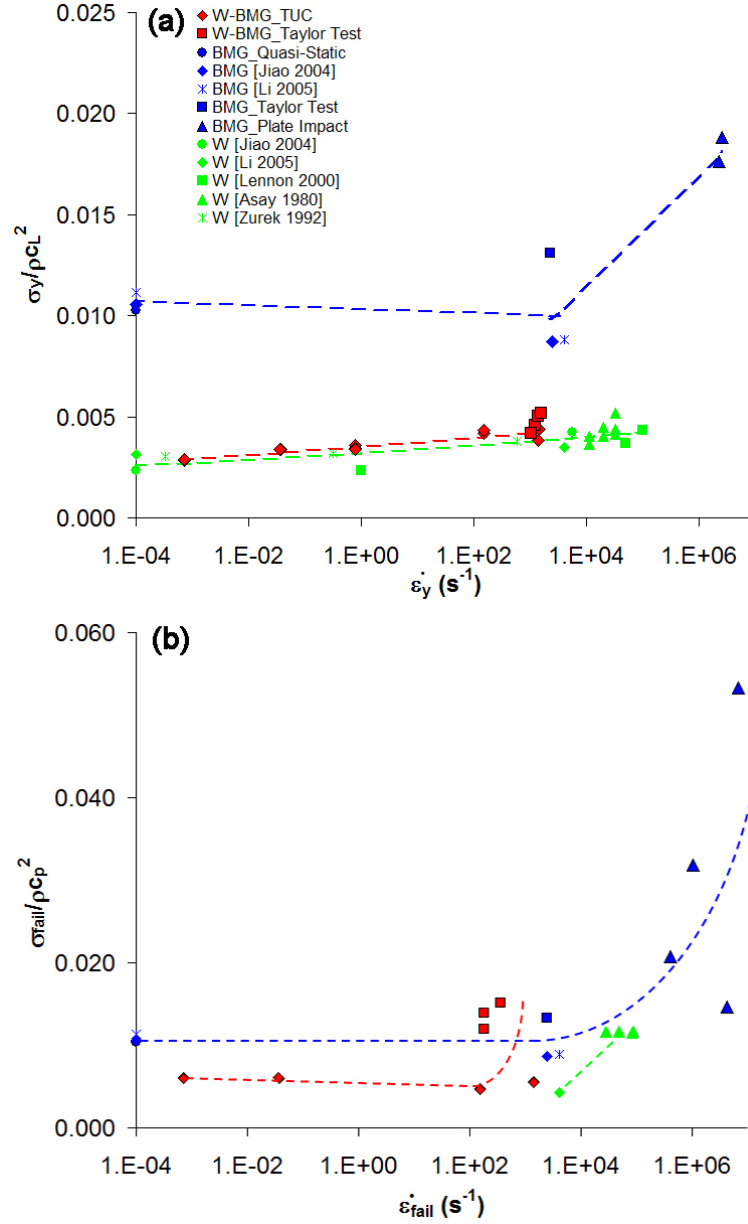 (a)
W-BMG_TUC
W-BMG_Taylor Test
BMG_Quasi-Static
BMG [Jiao 2004]
BMG [Li 2005]
BMG_Taylor Test
BMG_Plate Impact
W [Jiao 2004]
W [Li 2005]
W [Lennon 2000]
W [Asay 1980]
W [Zurek 1992]
0.025
0.020
0.015
0.010
0.005
0.000
σy/ρcL²
1.E-04 1.E-02 1.E+00 1.E+02 1.E+04 1.E+06
ε̇y (s⁻¹)
(b)
0.060
0.040
0.020
0.000
σfail/ρcp²
1.E-04 1.E-02 1.E+00 1.E+02 1.E+04 1.E+06
ε̇fail (s⁻¹)